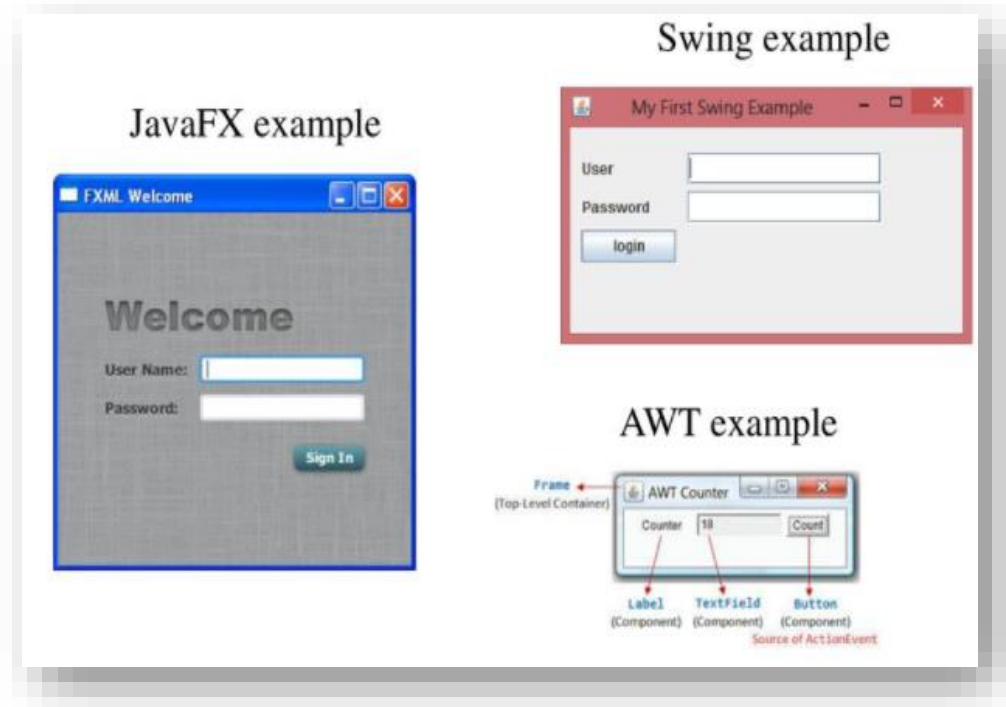 Swing example
My First Swing Example
User
Password
login
JavaFX example
FXML Welcome
Welcome
User Name:
Password:
Sign In
AWT example
Frame
(Top-Level Container)
AWT Counter
Counter 18 Count
Label TextField Button
(Component) (Component) (Component)
Source of ActionEvent